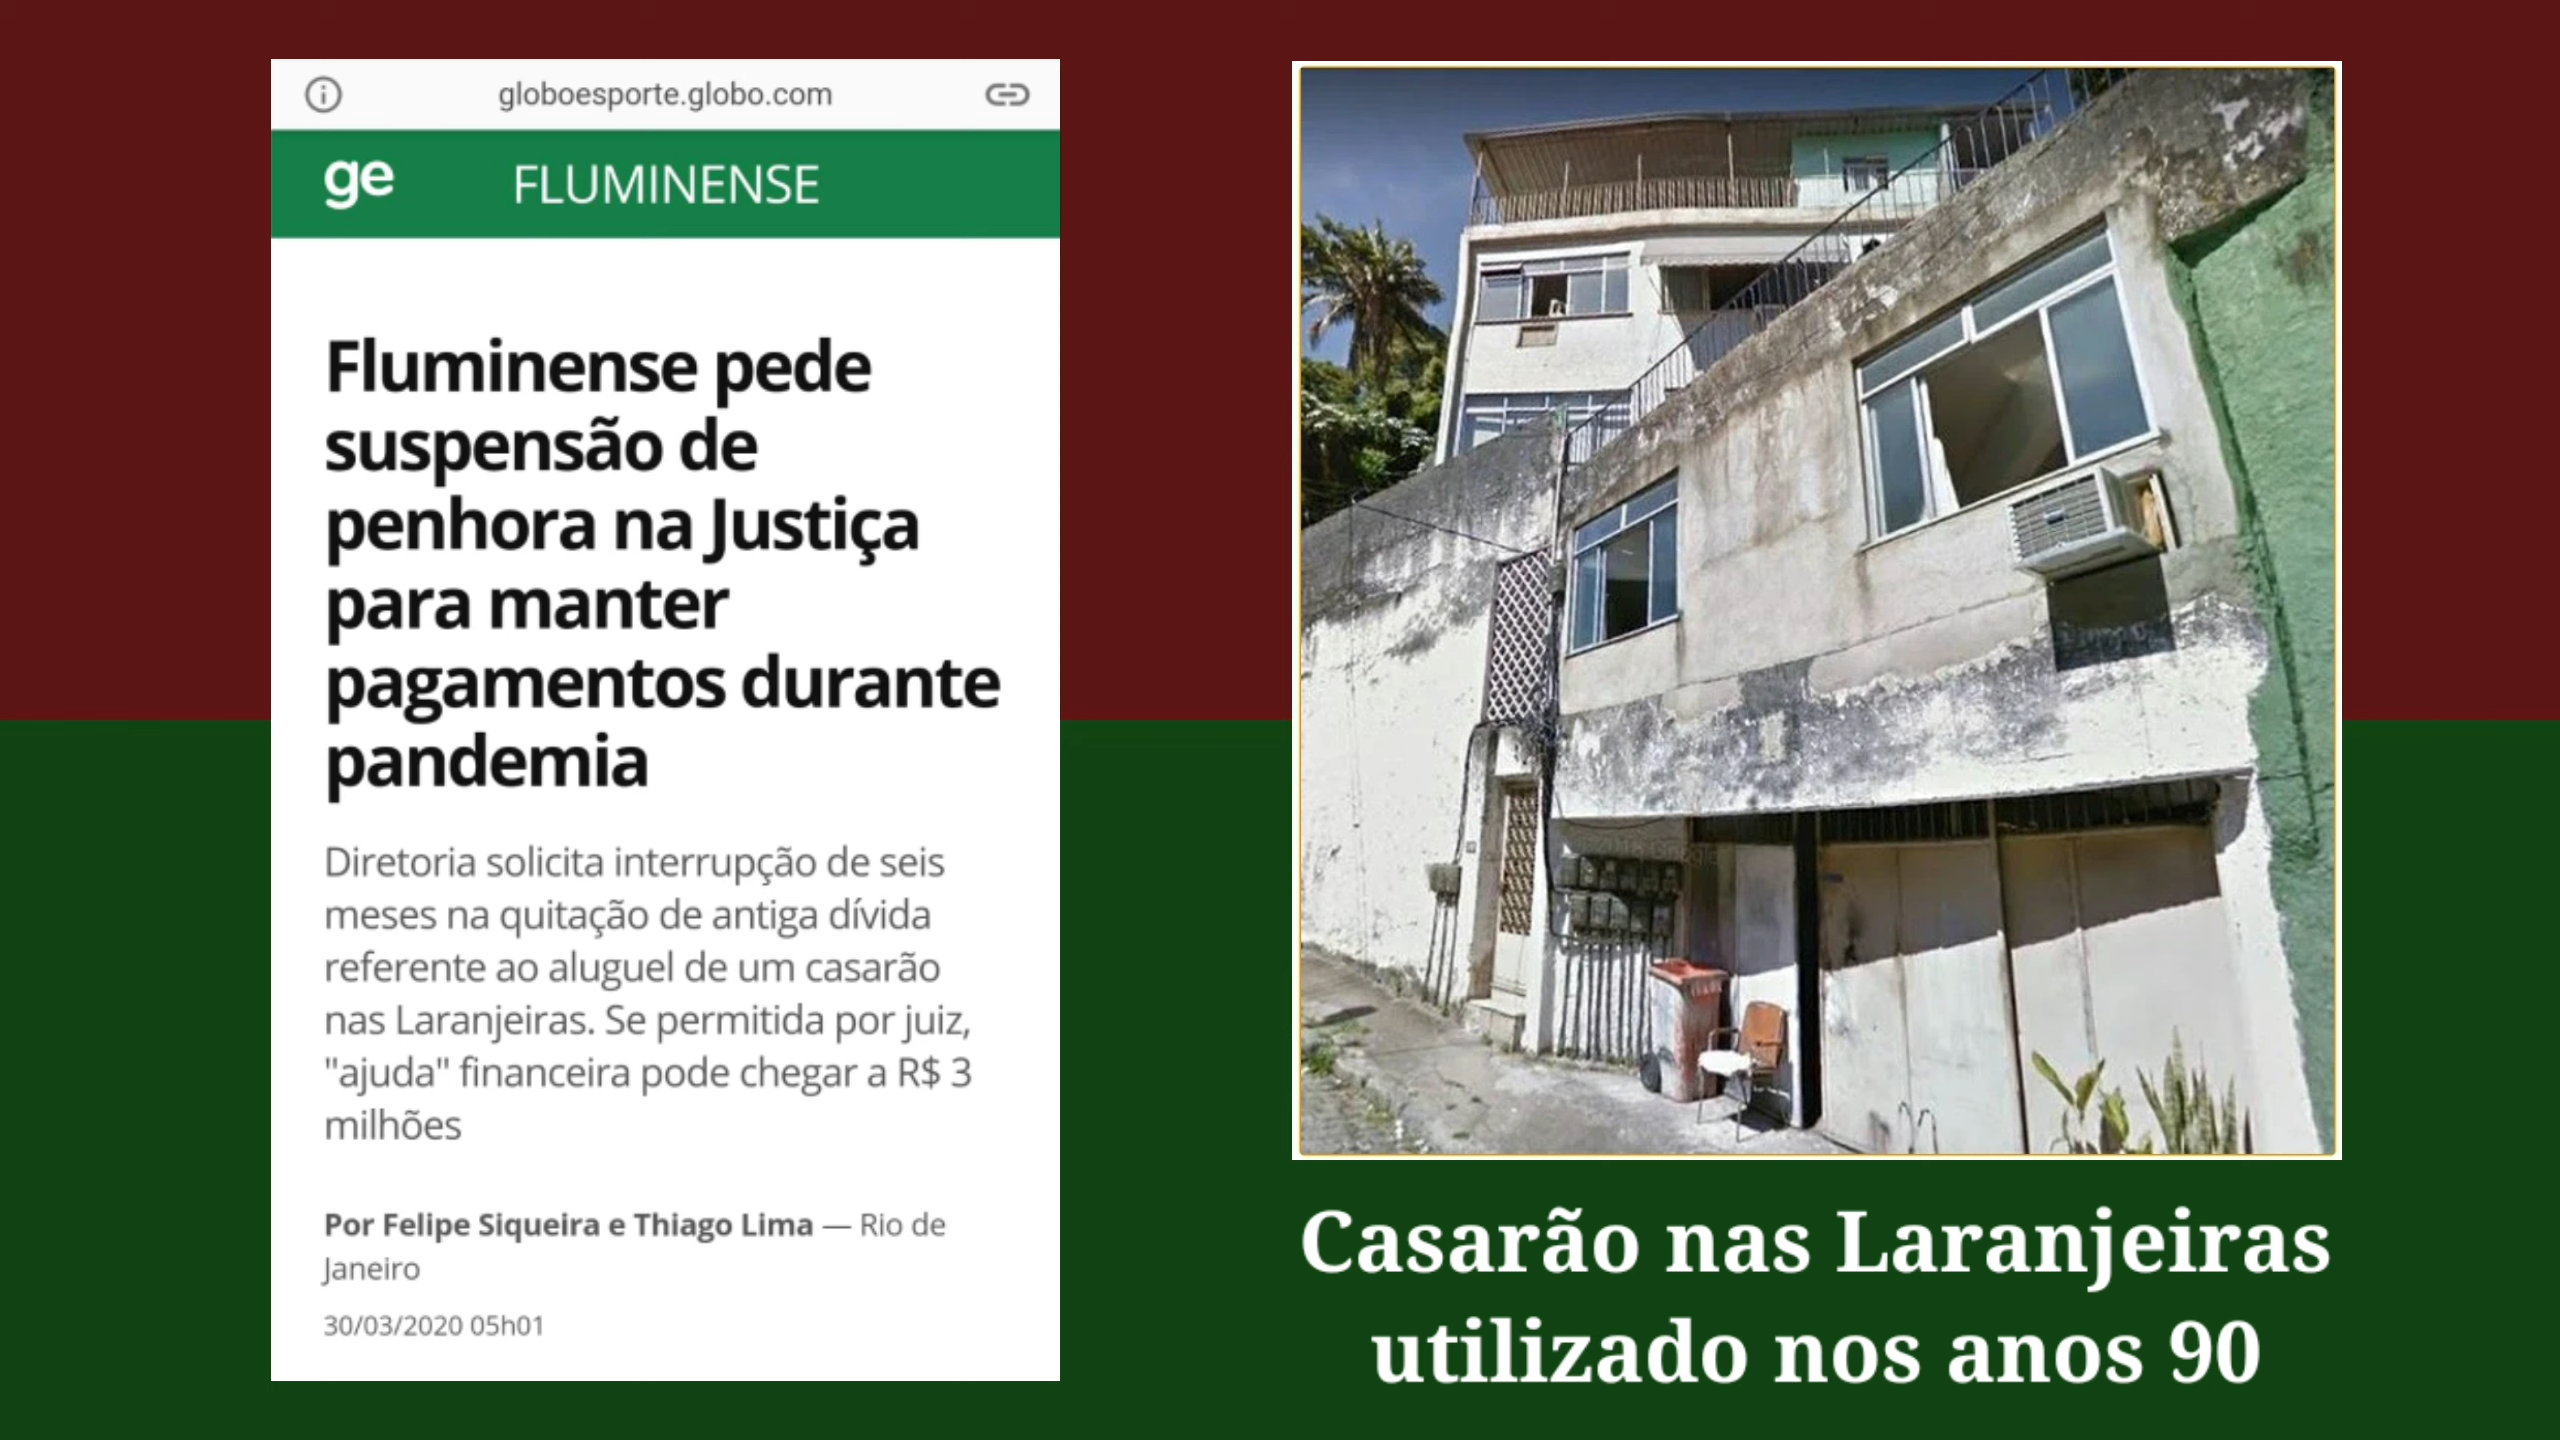 globoesporte.globo.com
ge FLUMINENSE
Fluminense pede
suspensão de
penhora na Justiça
para manter
pagamentos durante
pandemia
Diretoria solicita interrupção de seis
meses na quitação de antiga dívida
referente ao aluguel de um casarão
nas Laranjeiras. Se permitida por juiz,
"ajuda" financeira pode chegar a R$ 3
milhões
Por Felipe Siqueira e Thiago Lima — Rio de
Janeiro
30/03/2020 05h01
Casarão nas Laranjeiras
utilizado nos anos 90